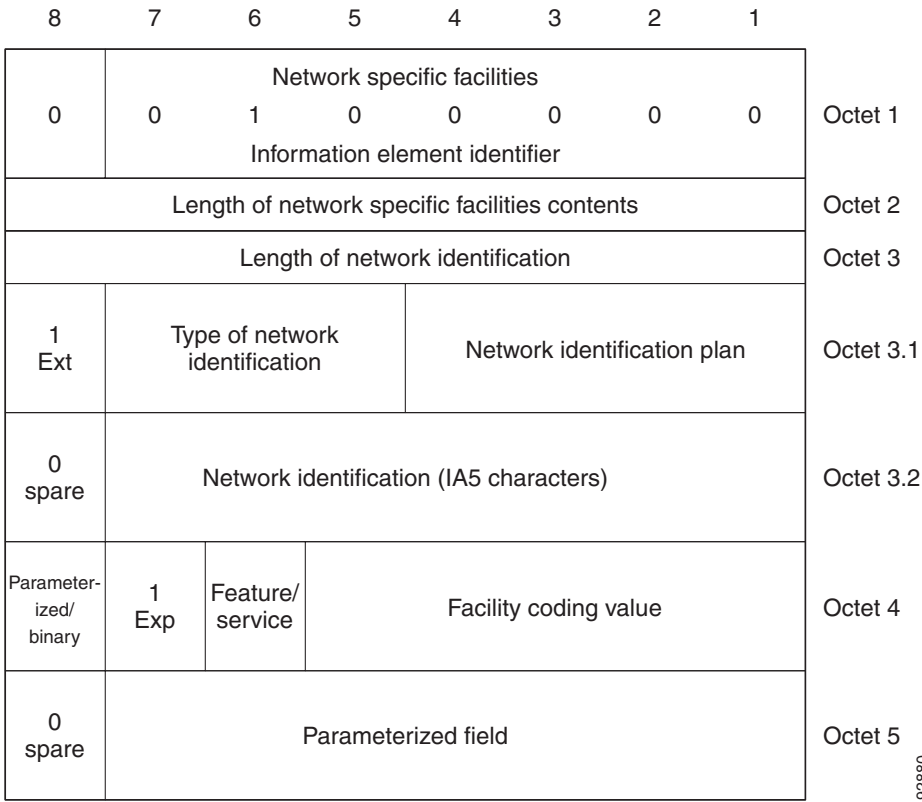 8 7 6 5 4 3 2 1
Network specific facilities
0 0 1 0 0 0 0 0 Octet 1
Information element identifier
Length of network specific facilities contents Octet 2
Length of network identification Octet 3
1
Ext
Type of network
identification
Network identification plan Octet 3.1
0
spare
Network identification (IA5 characters) Octet 3.2
Parameter-
ized/
binary
1
Exp
Feature/
service
Facility coding value Octet 4
0
spare
Parameterized field Octet 5